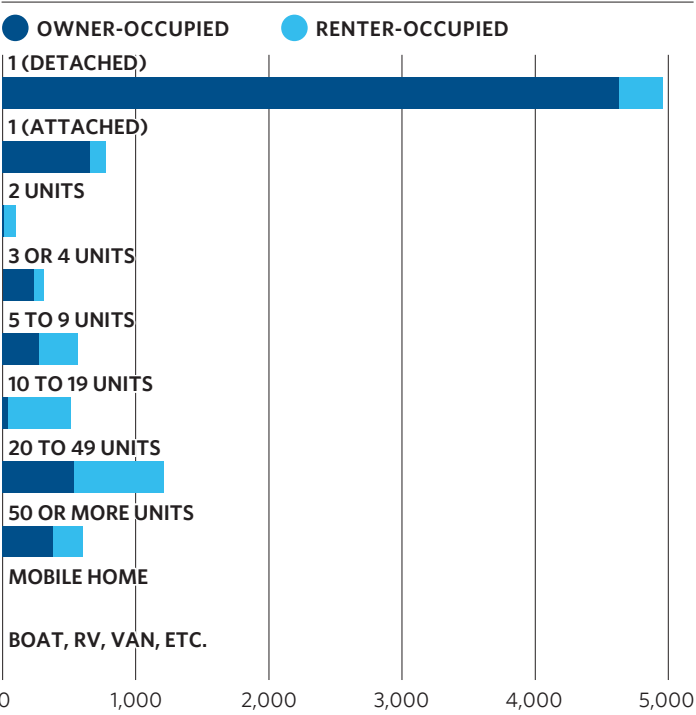 OWNER-OCCUPIED RENTER-OCCUPIED
1 (DETACHED)
1 (ATTACHED)
2 UNITS
3 OR 4 UNITS
5 TO 9 UNITS
10 TO 19 UNITS
20 TO 49 UNITS
50 OR MORE UNITS
MOBILE HOME
BOAT, RV, VAN, ETC.
0 1,000 2,000 3,000 4,000 5,000